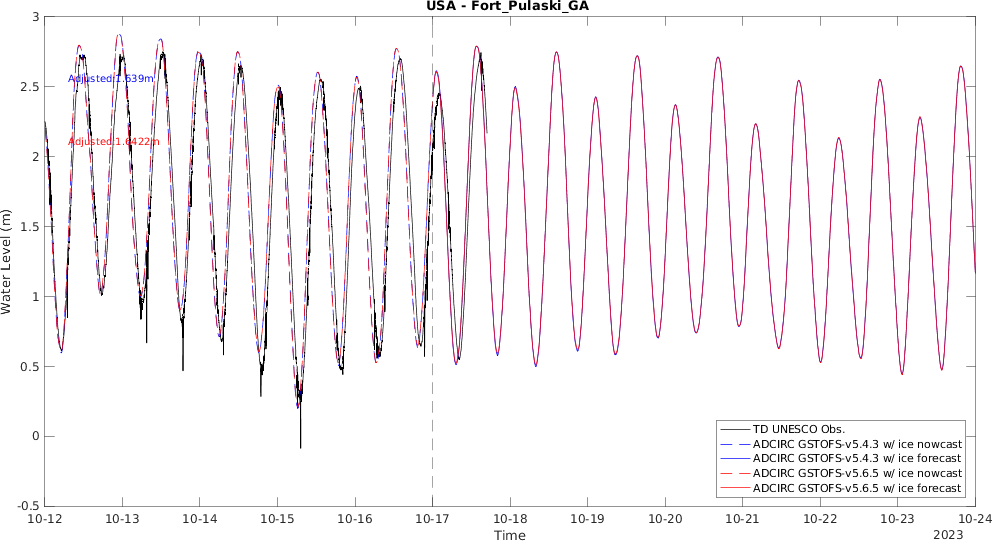 USA - Fort_Pulaski_GA
3
2.5
2
1.5
1
0.5
0
-0.5
Water Level (m)
Adjusted:1.639m
Adjusted:1.6422m
TD UNESCO Obs.
ADCIRC GSTOFS-v5.4.3 w/ ice nowcast
ADCIRC GSTOFS-v5.4.3 w/ ice forecast
ADCIRC GSTOFS-v5.6.5 w/ ice nowcast
ADCIRC GSTOFS-v5.6.5 w/ ice forecast
10-12 10-13 10-14 10-15 10-16 10-17 10-18 10-19 10-20 10-21 10-22 10-23 10-24
Time
2023